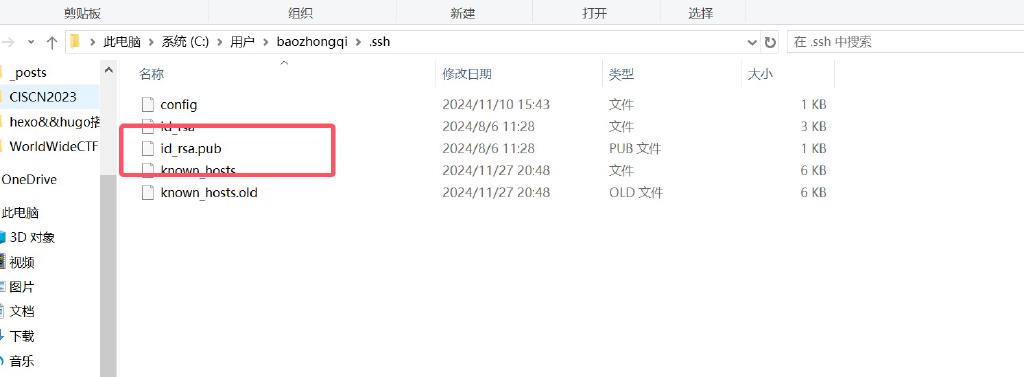 剪贴板 组织 新建 打开 选择
此电脑 系统 (C:) 用户 baozhongqi .ssh
在 .ssh 中搜索
名称 修改日期 类型 大小
_posts
CISCN2023
hexo&&hugo搭
WorldWideCTF
OneDrive
此电脑
3D 对象
视频
图片
文档
下载
音乐
config 2024/11/10 15:43 文件 1 KB
id_rsa 2024/8/6 11:28 文件 3 KB
id_rsa.pub 2024/8/6 11:28 PUB 文件 1 KB
known_hosts 2024/11/27 20:48 文件 6 KB
known_hosts.old 2024/11/27 20:48 OLD 文件 6 KB